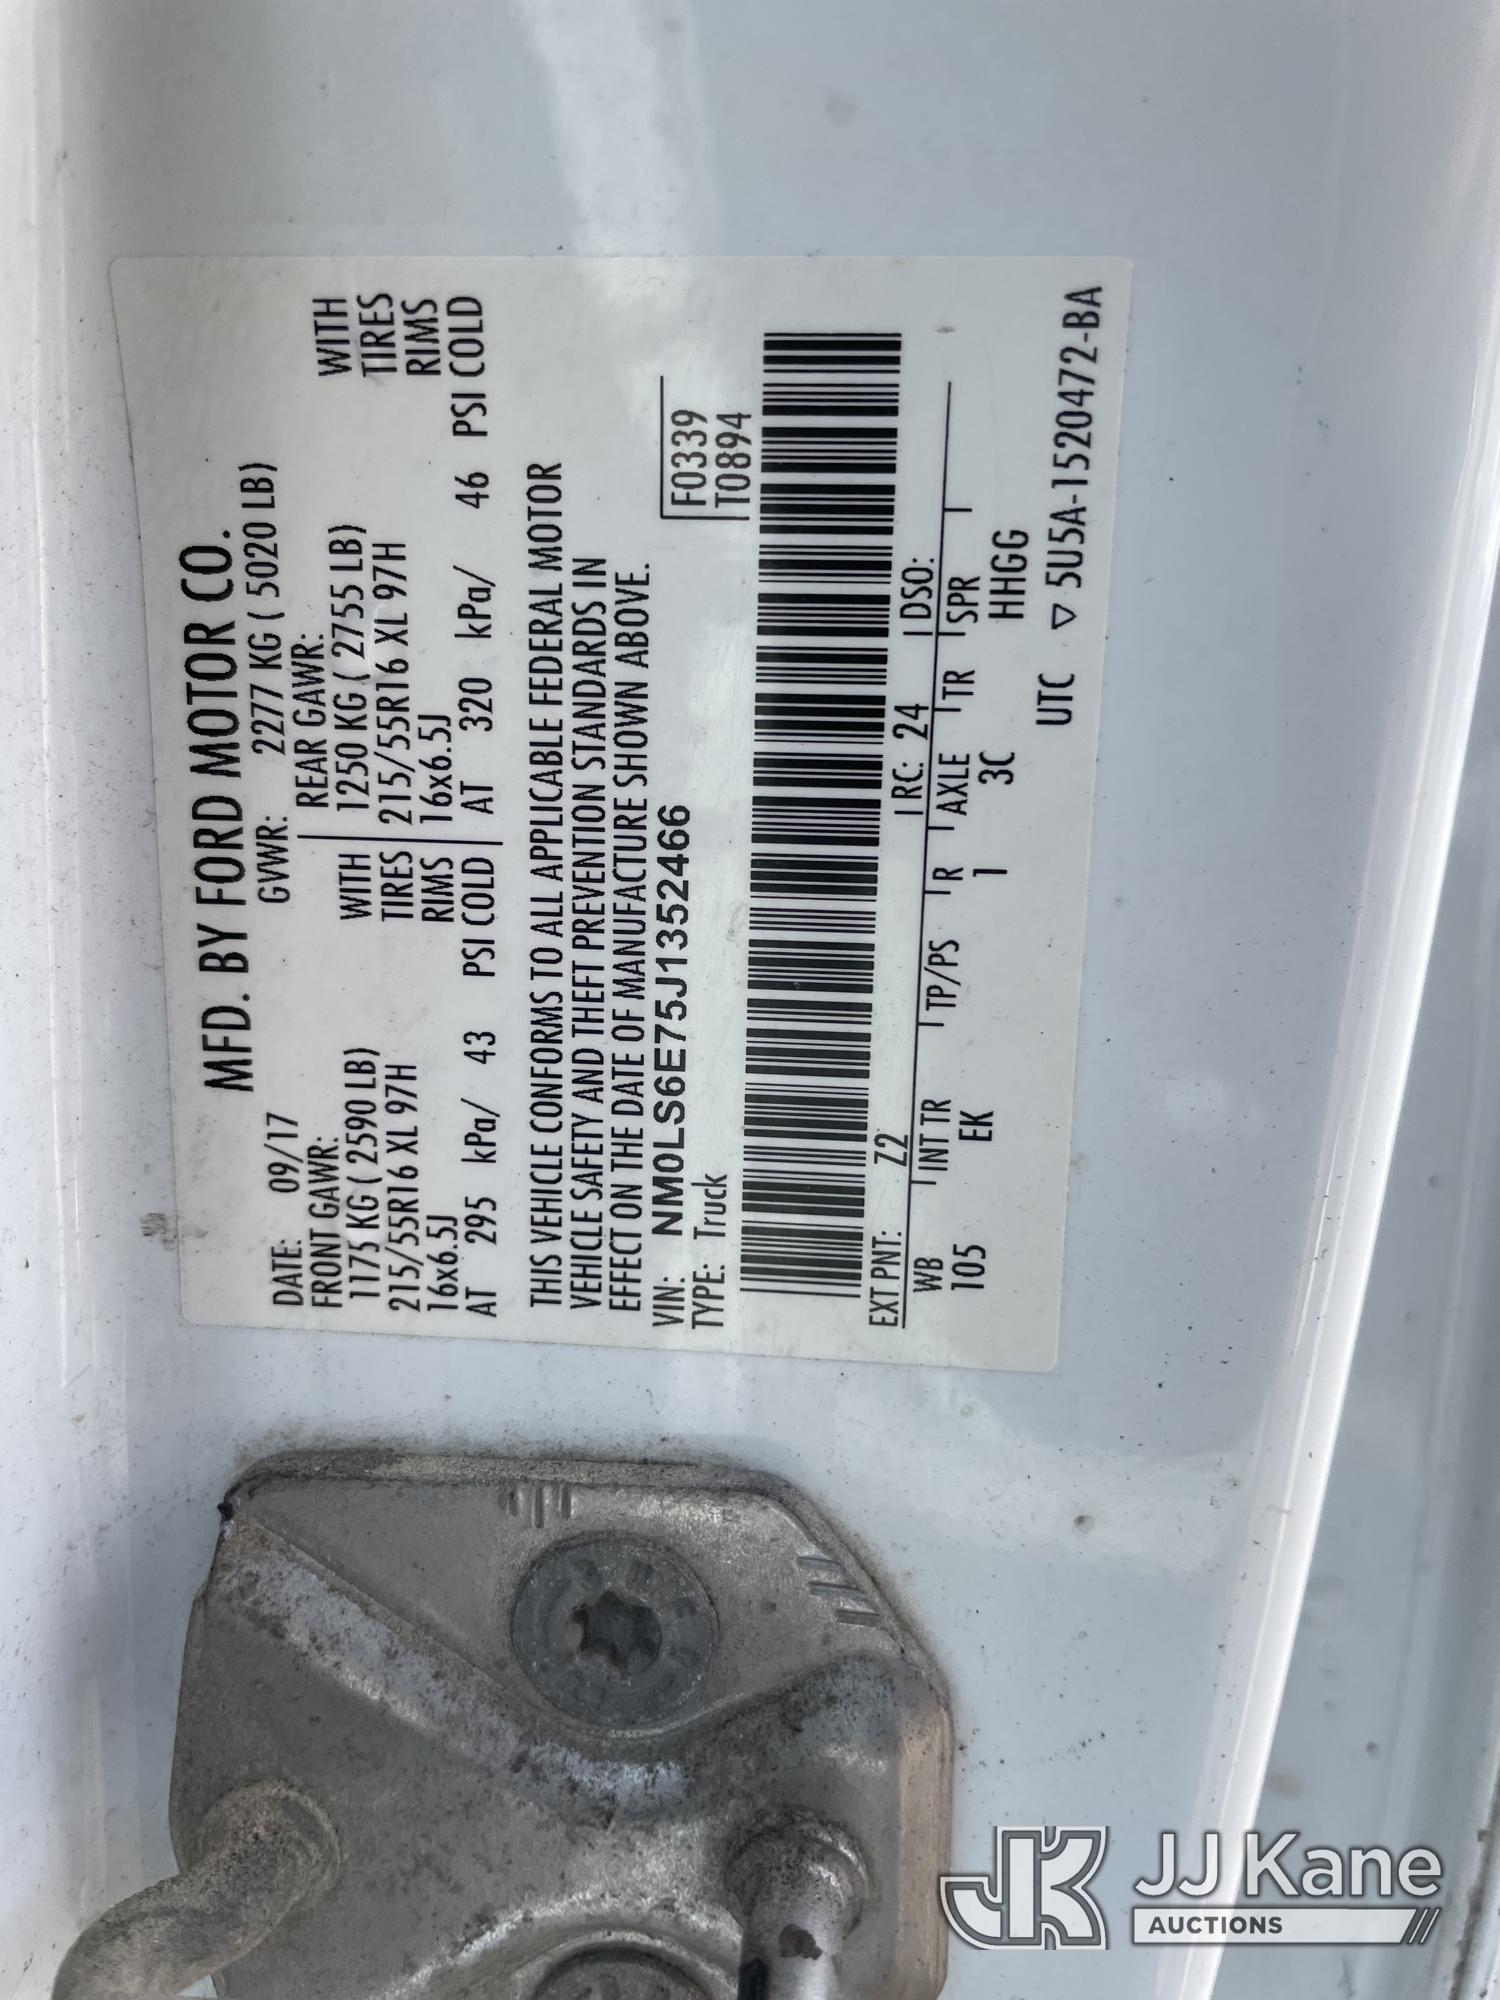 MFD. BY FORD MOTOR CO.
DATE: 09/17 GVWR: 2277 KG ( 5020 LB)
FRONT GAWR: REAR GAWR:
1175 KG ( 2590 LB) WITH 1250 KG ( 2755 LB) WITH
215/55R16 XL 97H TIRES 215/55R16 XL 97H TIRES
16x6.5J RIMS 16x6.5J RIMS
AT 295 kPa/ 43 PSI COLD AT 320 kPa/ 46 PSI COLD
THIS VEHICLE CONFORMS TO ALL APPLICABLE FEDERAL MOTOR
VEHICLE SAFETY AND THEFT PREVENTION STANDARDS IN
EFFECT ON THE DATE OF MANUFACTURE SHOWN ABOVE.
VIN: NM0LS6E75J1352466 F0339
TYPE: Truck T0894
EXT PNT: Z2 RC: 24 DSO:
WB INT TR TP/PS R AXLE TR SPR
105 EK 1 3C HHGG
UTC ▽ 5U5A-1520472-BA
JK JJ Kane
AUCTIONS